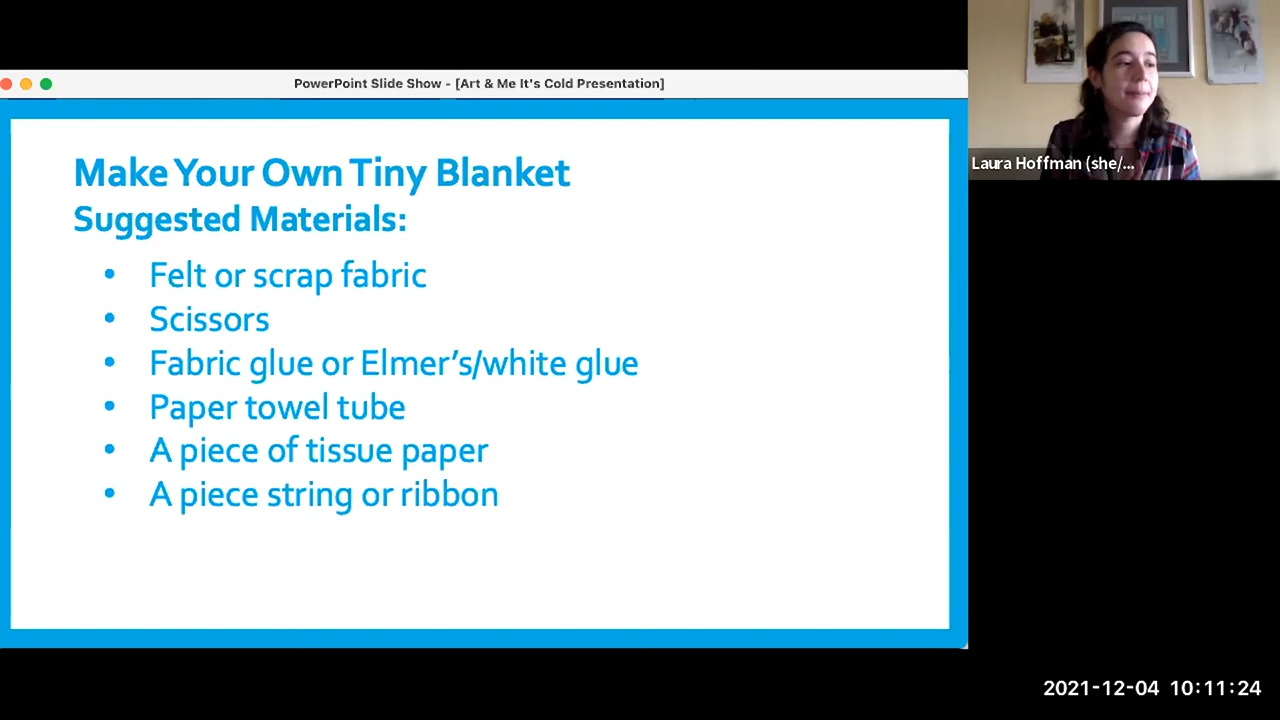 PowerPoint Slide Show - [Art & Me It's Cold Presentation]
Make Your Own Tiny Blanket
Suggested Materials:
• Felt or scrap fabric
• Scissors
• Fabric glue or Elmer’s/white glue
• Paper towel tube
• A piece of tissue paper
• A piece string or ribbon
Laura Hoffman (she/...
2021-12-04 10:11:24